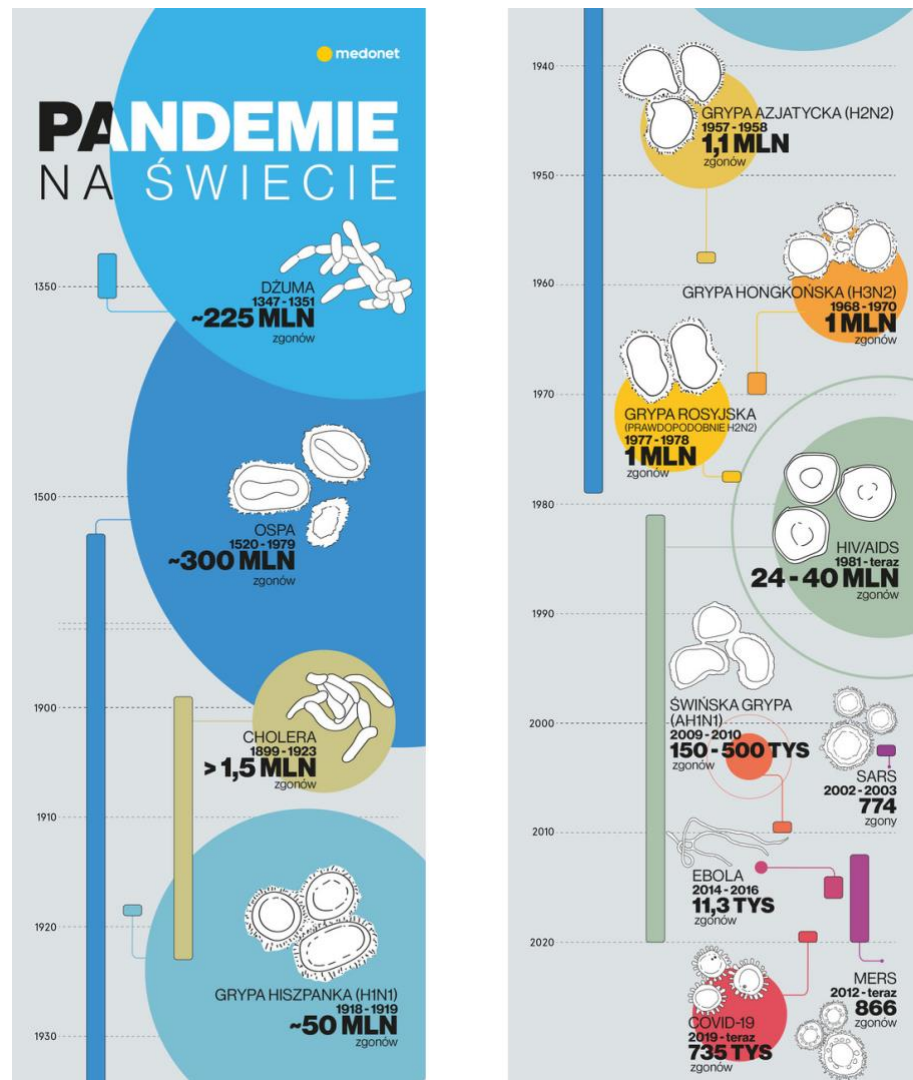 medonet
PANDEMIE
NA ŚWIECIE
1350
DŻUMA
1347 - 1351
~225 MLN
zgonów
1500
OSPA
1520 - 1979
~300 MLN
zgonów
1900
CHOLERA
1899 - 1923
> 1,5 MLN
zgonów
1910
1920
GRYPA HISZPANKA (H1N1)
1918 - 1919
~50 MLN
zgonów
1930
1940
GRYPA AZJATYCKA (H2N2)
1957 - 1958
1,1 MLN
zgonów
1950
1960
GRYPA HONGKOŃSKA (H3N2)
1968 - 1970
1 MLN
zgonów
1970
GRYPA ROSYJSKA
(PRAWDOPODOBNIE H2N2)
1977 - 1978
1 MLN
zgonów
1980
HIV/AIDS
1981 - teraz
24 - 40 MLN
zgonów
1990
ŚWIŃSKA GRYPA
(AH1N1)
2009 - 2010
150 - 500 TYS
zgonów
2000
SARS
2002 - 2003
774
zgony
2010
EBOLA
2014 - 2016
11,3 TYS
zgonów
2020
MERS
2012 - teraz
866
zgonów
COVID-19
2019 - teraz
735 TYS
zgonów